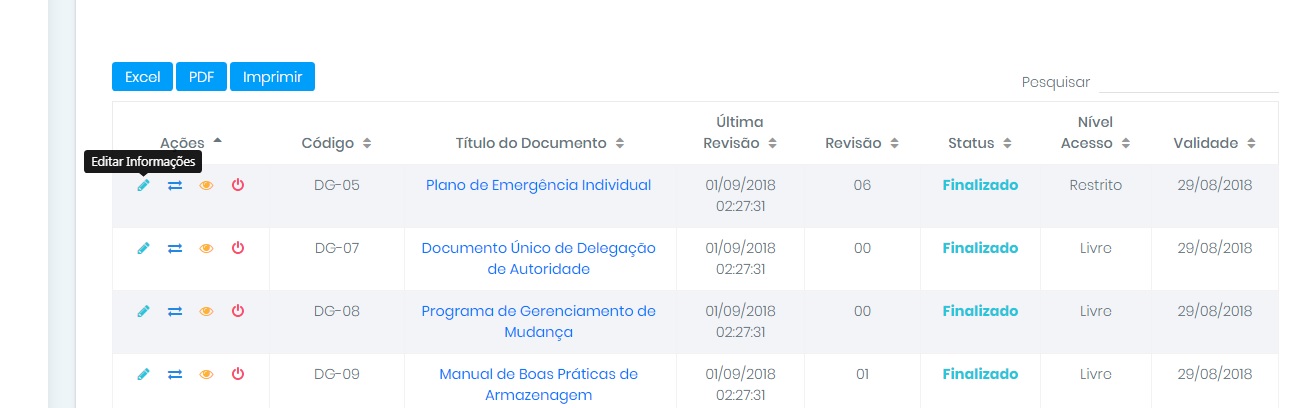 Excel PDF Imprimir
Pesquisar
Ações Código Título do Documento Última Revisão Revisão Status Nível Acesso Validade
Editar Informações
DG-05 Plano de Emergência Individual 01/09/2018 06 Finalizado Restrito 29/08/2018
02:27:31
DG-07 Documento Único de Delegação 01/09/2018 00 Finalizado Livre 29/08/2018
de Autoridade 02:27:31
DG-08 Programa de Gerenciamento de 01/09/2018 00 Finalizado Livre 29/08/2018
Mudança 02:27:31
DG-09 Manual de Boas Práticas de 01/09/2018 01 Finalizado Livre 29/08/2018
Armazenagem 02:27:31